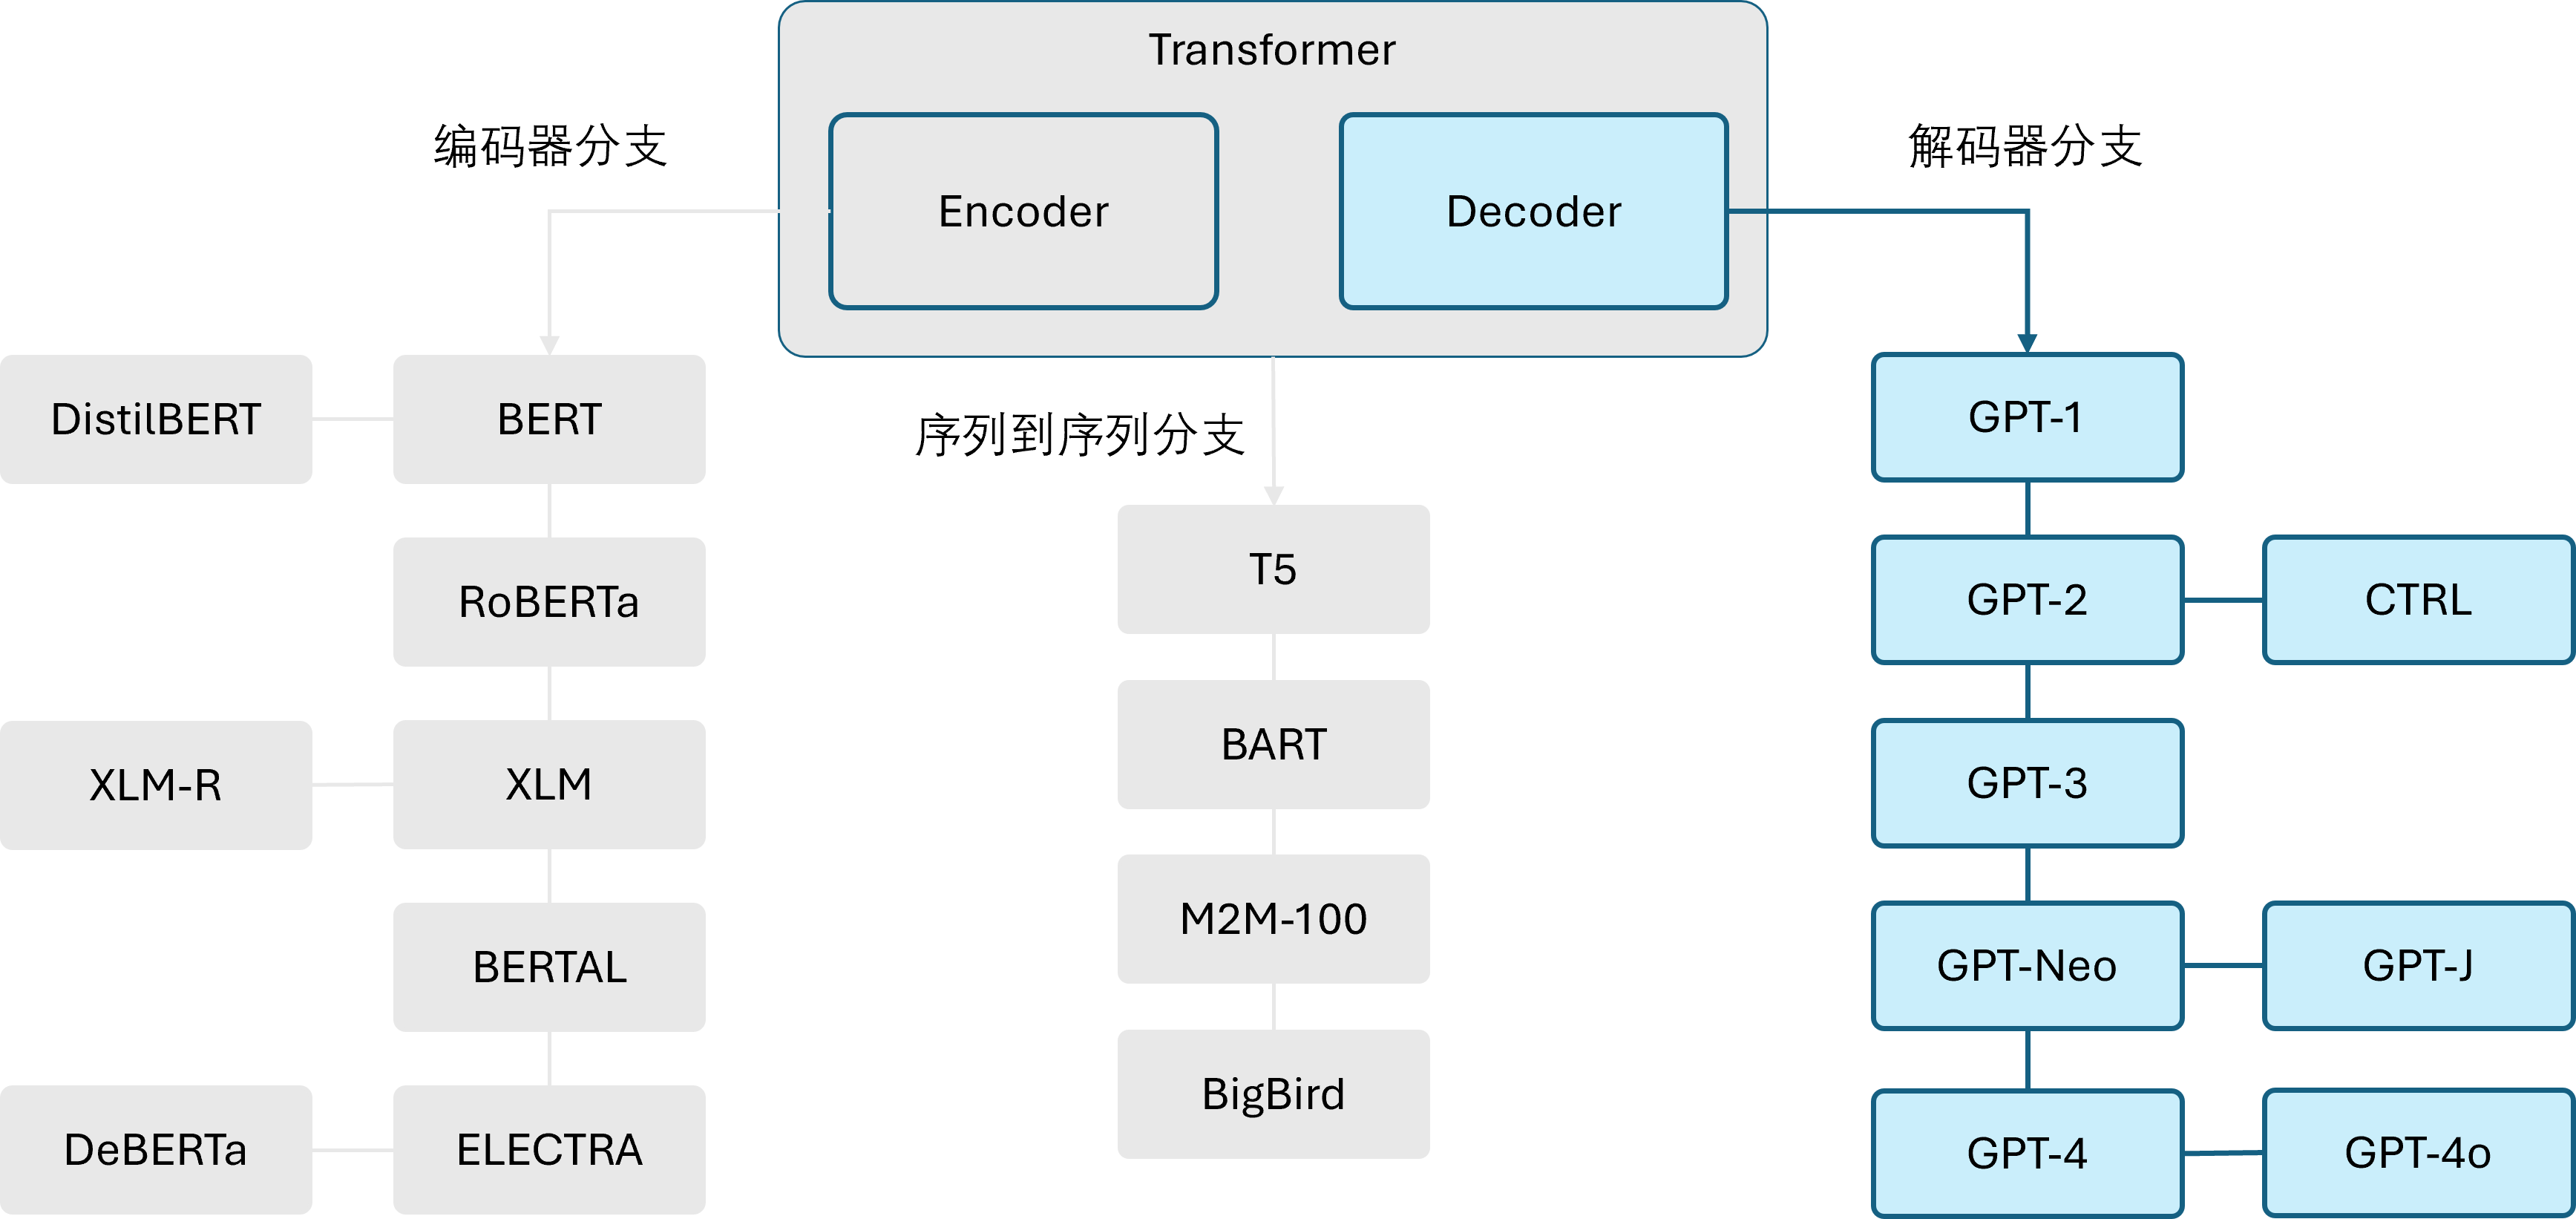 Transformer
编码器分支
解码器分支
Encoder
Decoder
DistilBERT
BERT
GPT-1
序列到序列分支
T5
RoBERTa
GPT-2
CTRL
BART
XLM-R
XLM
GPT-3
M2M-100
BERTAL
GPT-Neo
GPT-J
BigBird
DeBERTa
ELECTRA
GPT-4
GPT-4o